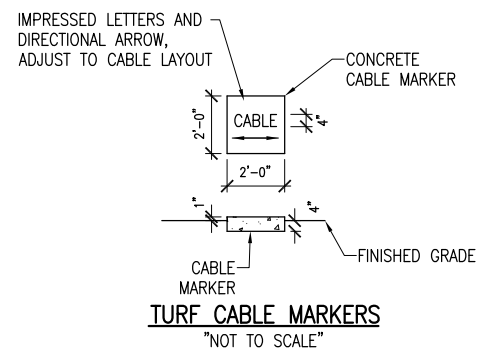 IMPRESSED LETTERS AND
DIRECTIONAL ARROW,
ADJUST TO CABLE LAYOUT
CONCRETE
CABLE MARKER
2'-0"
CABLE
4"
2'-0"
1"
4"
FINISHED GRADE
CABLE
MARKER
TURF CABLE MARKERS
"NOT TO SCALE"